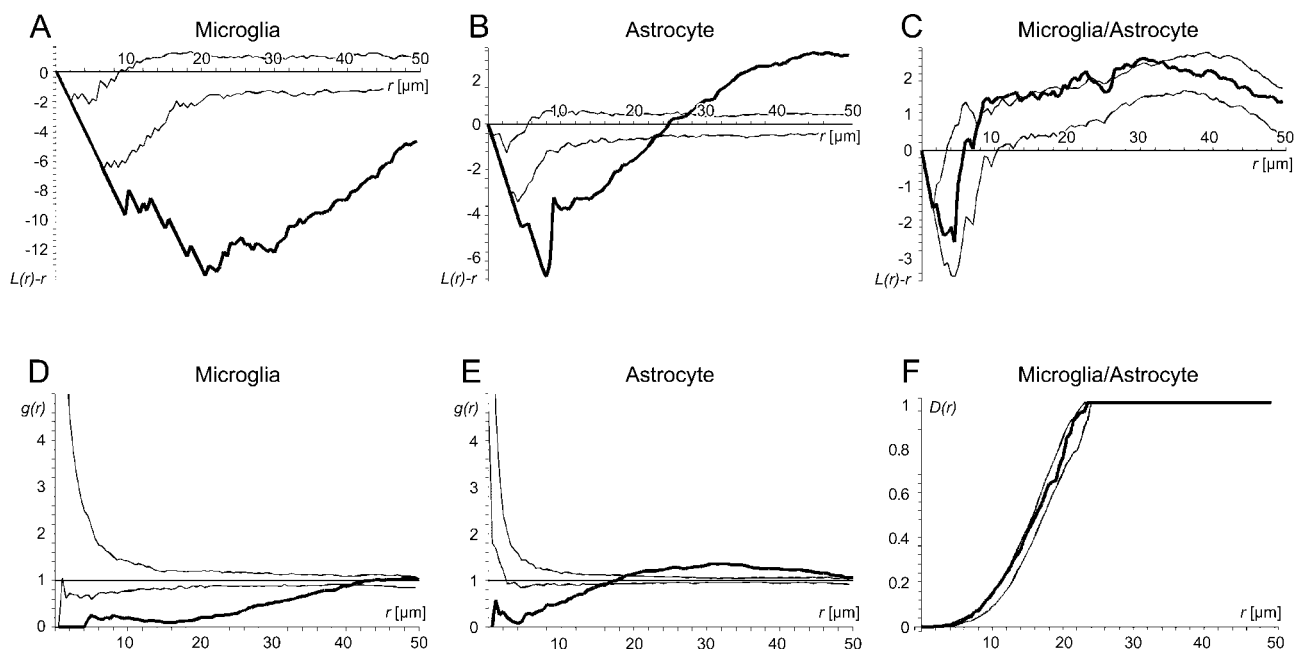 A Microglia
0
-2
-4
-6
-8
-10
-12
L(r)-r
10 20 30 40 50
r [µm]
B Astrocyte
2
0
-2
-4
-6
L(r)-r
10 20 30 40 50
r [µm]
C Microglia/Astrocyte
2
1
0
-1
-2
-3
L(r)-r
10 20 30 40 50
r [µm]
D Microglia
g(r)
4
3
2
1
0
10 20 30 40 50
r [µm]
E Astrocyte
g(r)
4
3
2
1
0
10 20 30 40 50
r [µm]
F Microglia/Astrocyte
D(r)
1
0.8
0.6
0.4
0.2
0
10 20 30 40 50
r [µm]